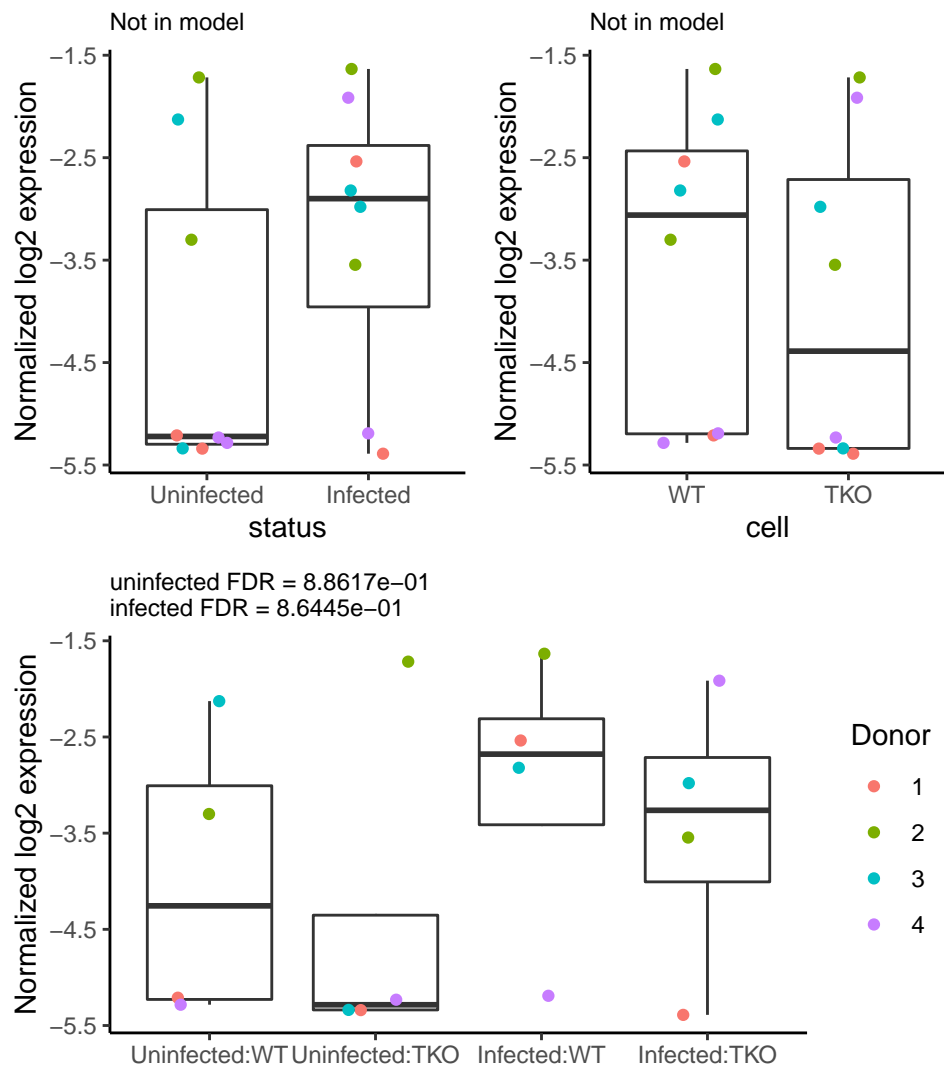 Not in model
Normalized log2 expression
−1.5
−2.5
−3.5
−4.5
−5.5
Uninfected
Infected
status
Not in model
Normalized log2 expression
−1.5
−2.5
−3.5
−4.5
−5.5
WT
TKO
cell
uninfected FDR = 8.8617e−01
infected FDR = 8.6445e−01
Normalized log2 expression
−1.5
−2.5
−3.5
−4.5
−5.5
Uninfected:WT
Uninfected:TKO
Infected:WT
Infected:TKO
Donor
1
2
3
4